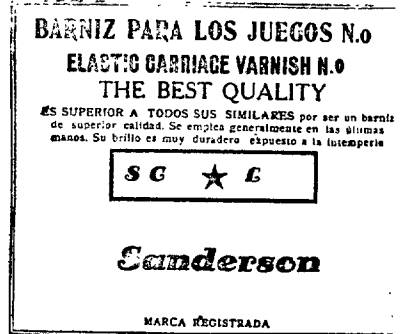 BARNIZ PARA LOS JUEGOS N.o
ELASTIC CARRIAGE VARNISH N.o
THE BEST QUALITY
ES SUPERIOR A TODOS SUS SIMILARES por ser un barniz
de superior calidad. Se emplea generalmente en las últimas
manos. Su brillo es muy duradero expuesto a la intemperie
S C ★ L
Sanderson
MARCA REGISTRADA